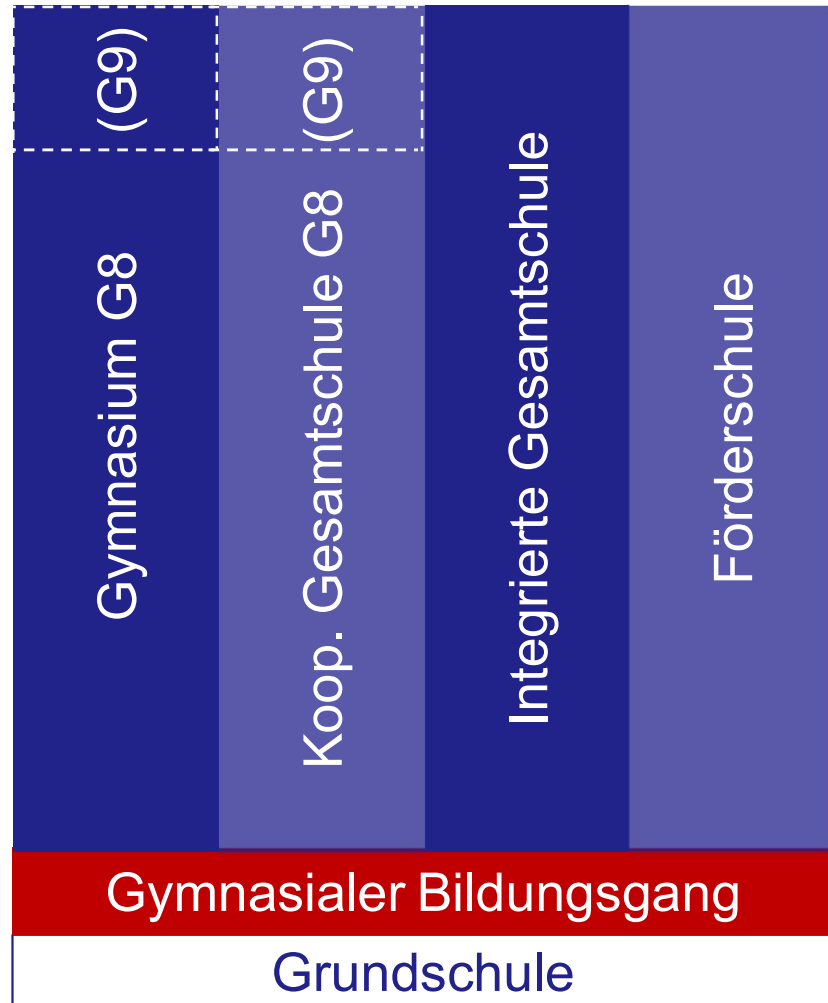 (G9)
(G9)
Gymnasium G8
Koop. Gesamtschule G8
Integrierte Gesamtschule
Förderschule
Gymnasialer Bildungsgang
Grundschule